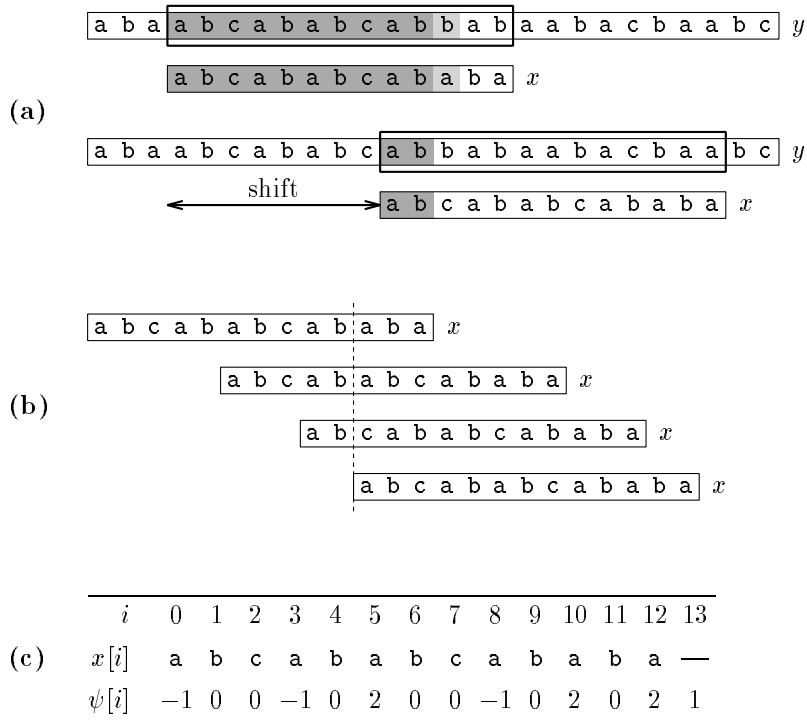 a b a a b c a b a b c a b b a b a a b a c b a a b c y
a b c a b a b c a b a b a x
(a)
a b a a b c a b a b c a b b a b a a b a c b a a b c y
shift
a b c a b a b c a b a b a x
a b c a b a b c a b a b a x
a b c a b a b c a b a b a x
(b)
a b c a b a b c a b a b a x
a b c a b a b c a b a b a x
i 0 1 2 3 4 5 6 7 8 9 10 11 12 13
(c) x[i] a b c a b a b c a b a b a —
ψ[i] −1 0 0 −1 0 2 0 0 −1 0 2 0 2 1